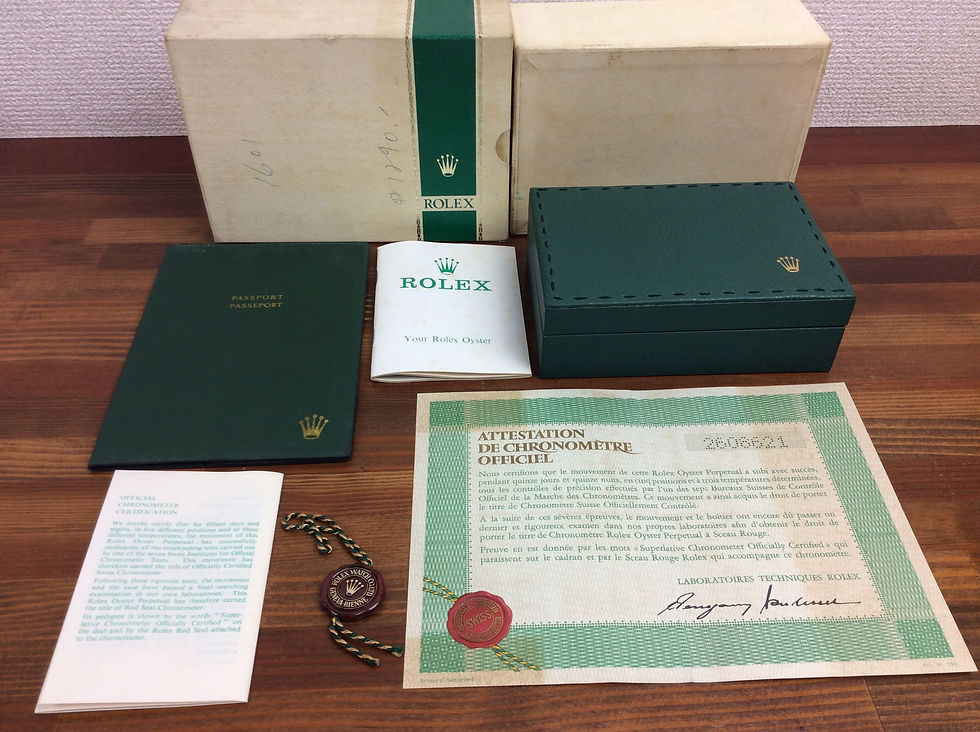 1601
1890.-
ROLEX
PASSPORT
PASSEPORT
ROLEX
Your Rolex Oyster
ATTESTATION
DE CHRONOMÈTRE
OFFICIEL
2606621
Nous certifions que le mouvement de cette Rolex Oyster Perpetual a subi avec succès,
pendant quinze jours et quinze nuits, en cinq positions et à trois températures déterminées,
tous les contrôles de précision effectués par l'un des sept Bureaux Suisses de Contrôle
Officiel de la Marche des Chronomètres. Ce mouvement a ainsi acquis le droit de porter
le titre de Chronomètre Suisse Officiellement Contrôlé.
A la suite de ces sévères épreuves, le mouvement et le boîtier ont encore dû passer un
dernier et rigoureux examen dans nos propres laboratoires afin d'obtenir le droit de
porter le titre de Chronomètre Rolex Oyster Perpetual à Sceau Rouge.
Preuve en est donnée par les mots «Superlative Chronometer Officially Certified» qui
paraissent sur le cadran et par le Sceau Rouge Rolex qui accompagne ce chronomètre.
LABORATOIRES TECHNIQUES ROLEX
Printed in Switzerland
OFFICIAL
CHRONOMETER
CERTIFICATION
We hereby certify that for fifteen days and
nights, in five different positions and at three
different temperatures, the movement of this
Rolex Oyster Perpetual has successfully
undergone all the timekeeping tests carried out
by one of the seven Swiss Institutes for Official
Chronometer Tests. This movement has
therefore earned the title of Officially Certified
Swiss Chronometer.
Following these rigorous tests, the movement
and the case have passed a final searching
examination in our own laboratories. This
Rolex Oyster Perpetual has therefore earned
the title of Red Seal Chronometer.
Its pedigree is shown by the words "Super-
lative Chronometer Officially Certified" on
the dial and by the Rolex Red Seal attached
to the chronometer.
ROLEX WATCH CO LTD
GENEVA-BIENNE